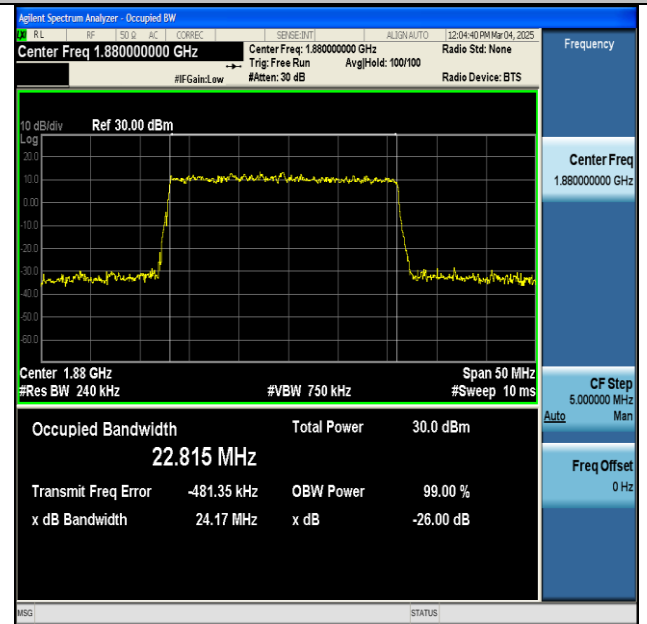 Agilent Spectrum Analyzer - Occupied BW
RL RF 50 Ω AC CORREC SENSE:INT ALIGN AUTO 12:04:40 PM Mar 04, 2025
Center Freq 1.880000000 GHz Center Freq: 1.880000000 GHz Radio Std: None Frequency
Trig: Free Run Avg|Hold: 100/100
#IFGain:Low #Atten: 30 dB Radio Device: BTS
10 dB/div Ref 30.00 dBm
Log
20.0
10.0
0.00
-10.0
-20.0
-30.0
-40.0
-50.0
-60.0
Center 1.88 GHz Span 50 MHz
#Res BW 240 kHz #VBW 750 kHz #Sweep 10 ms
Occupied Bandwidth Total Power 30.0 dBm
22.815 MHz
Transmit Freq Error -481.35 kHz OBW Power 99.00 %
x dB Bandwidth 24.17 MHz x dB -26.00 dB
Center Freq
1.880000000 GHz
CF Step
5.000000 MHz
Auto Man
Freq Offset
0 Hz
MSG STATUS